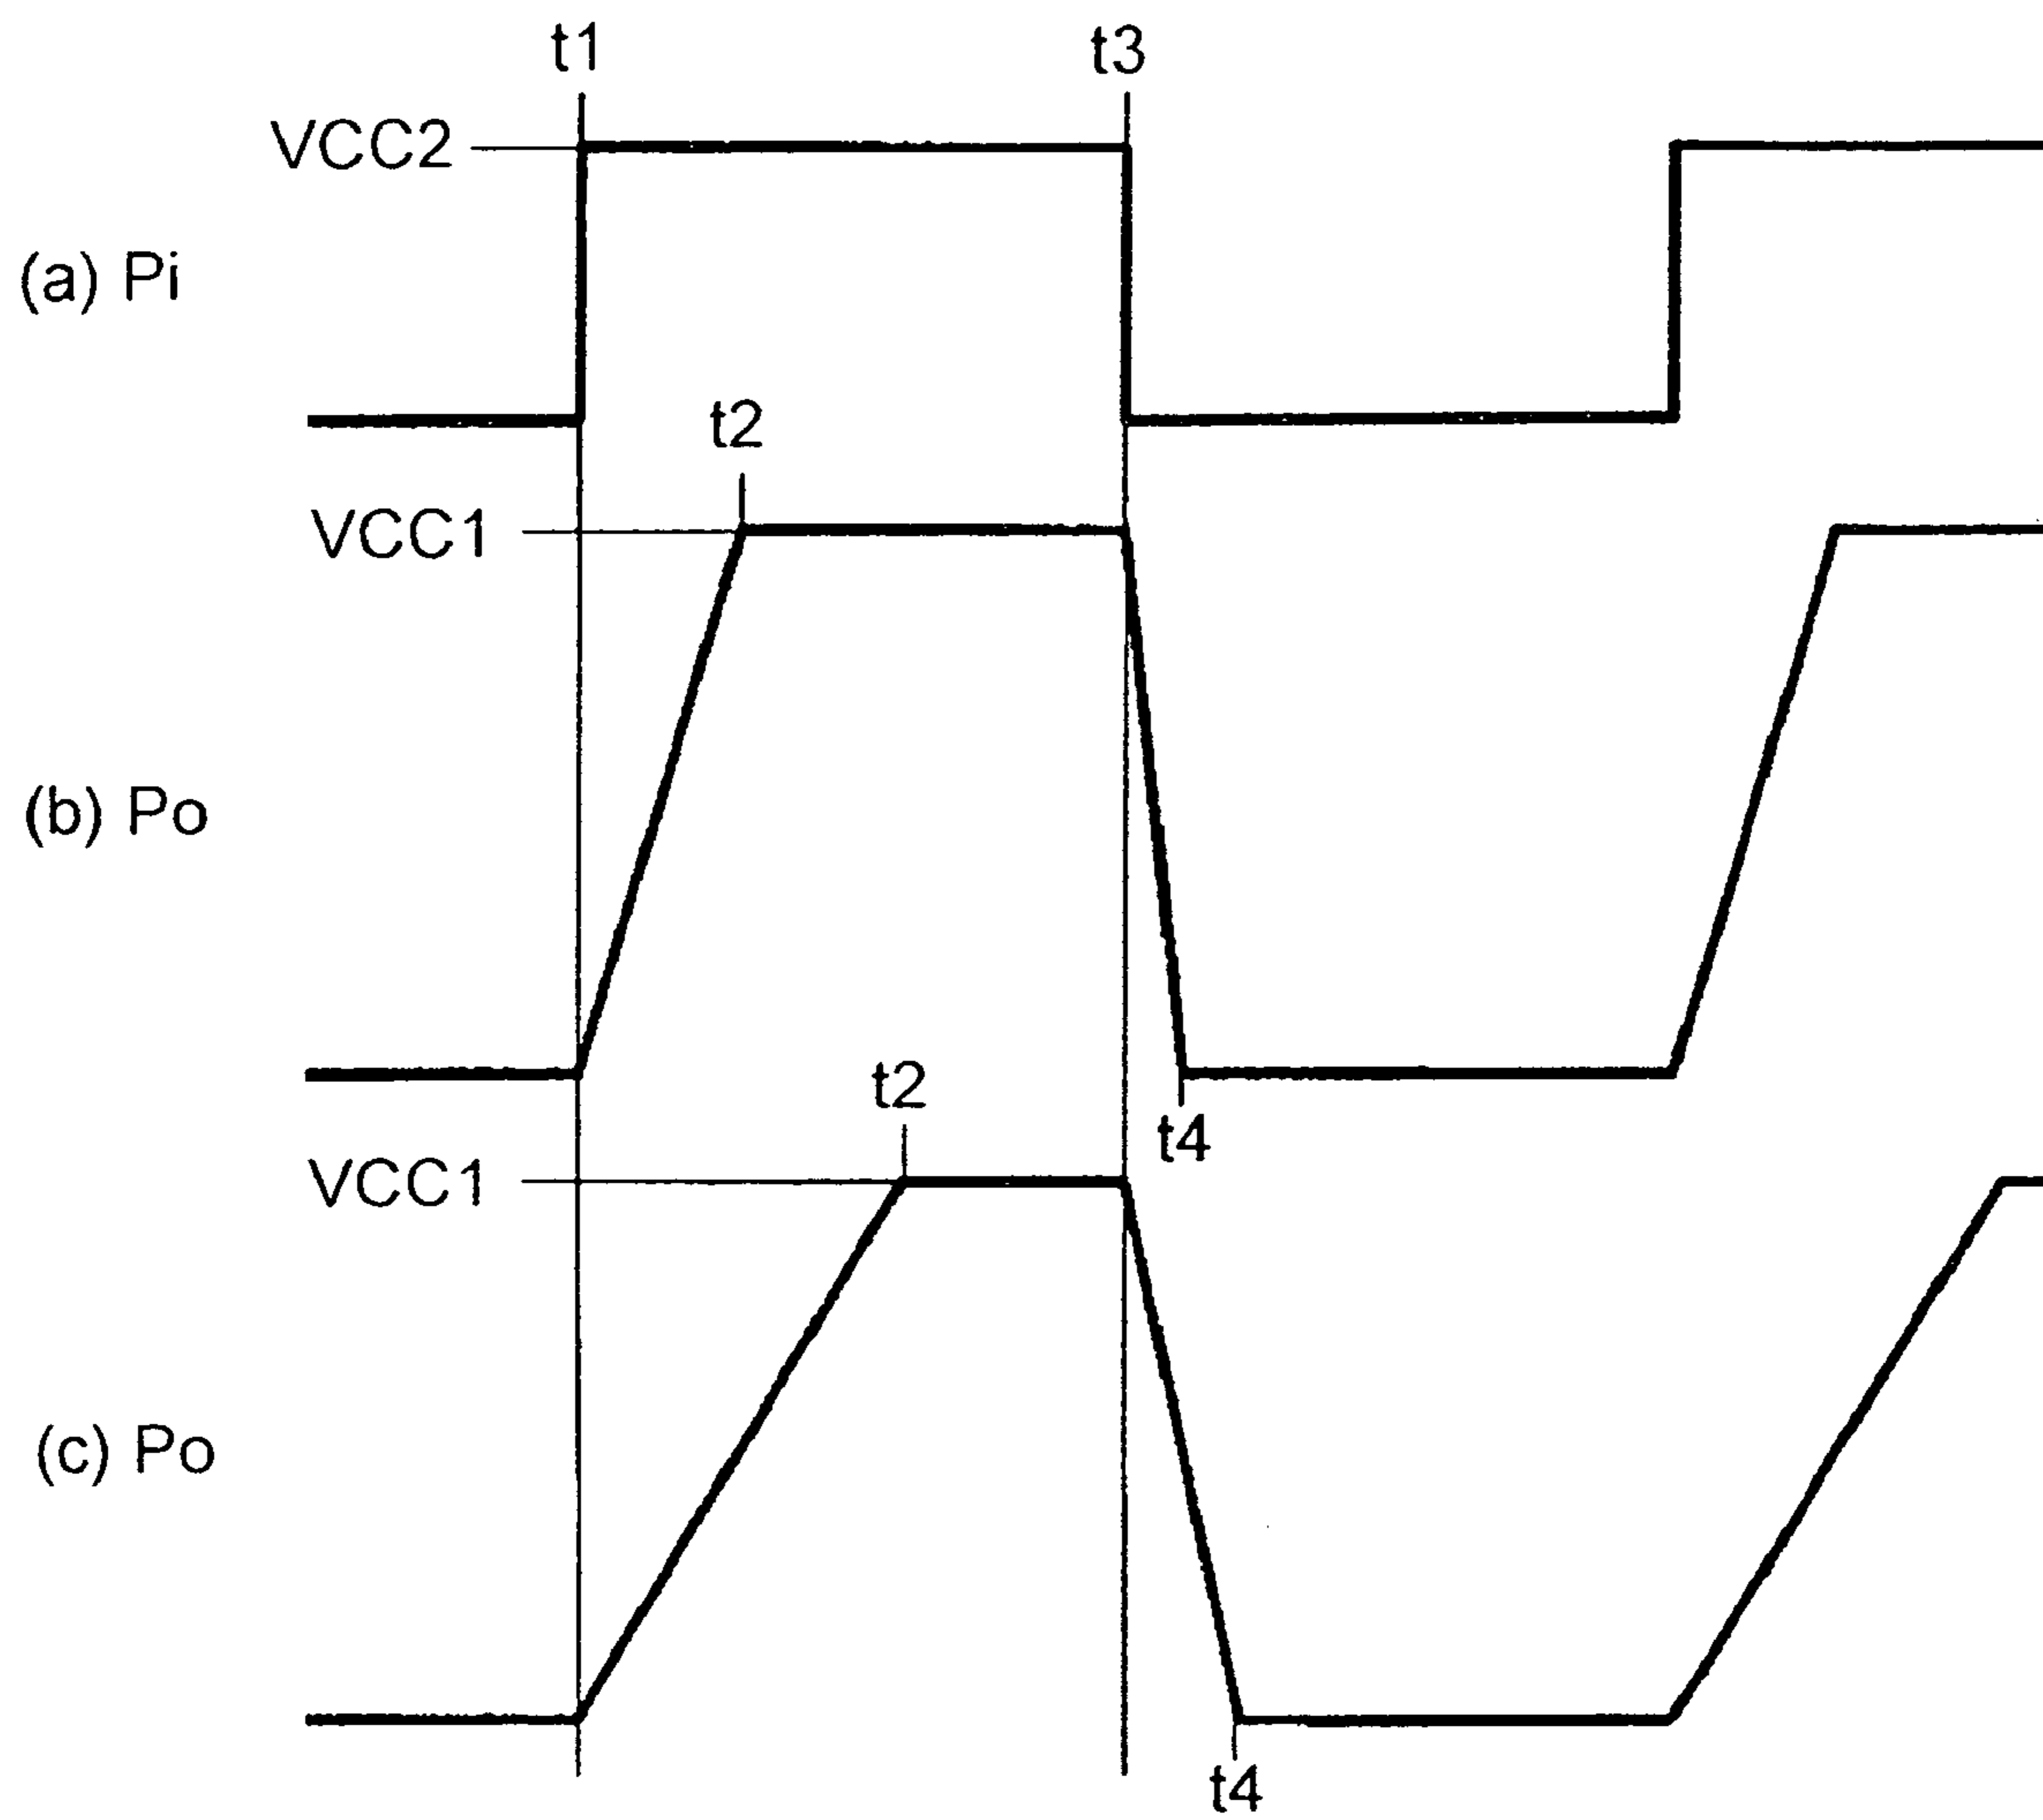 t1
t3
VCC2
(a) Pi
t2
VCC1
(b) Po
t2
t4
VCC1
(c) Po
t4